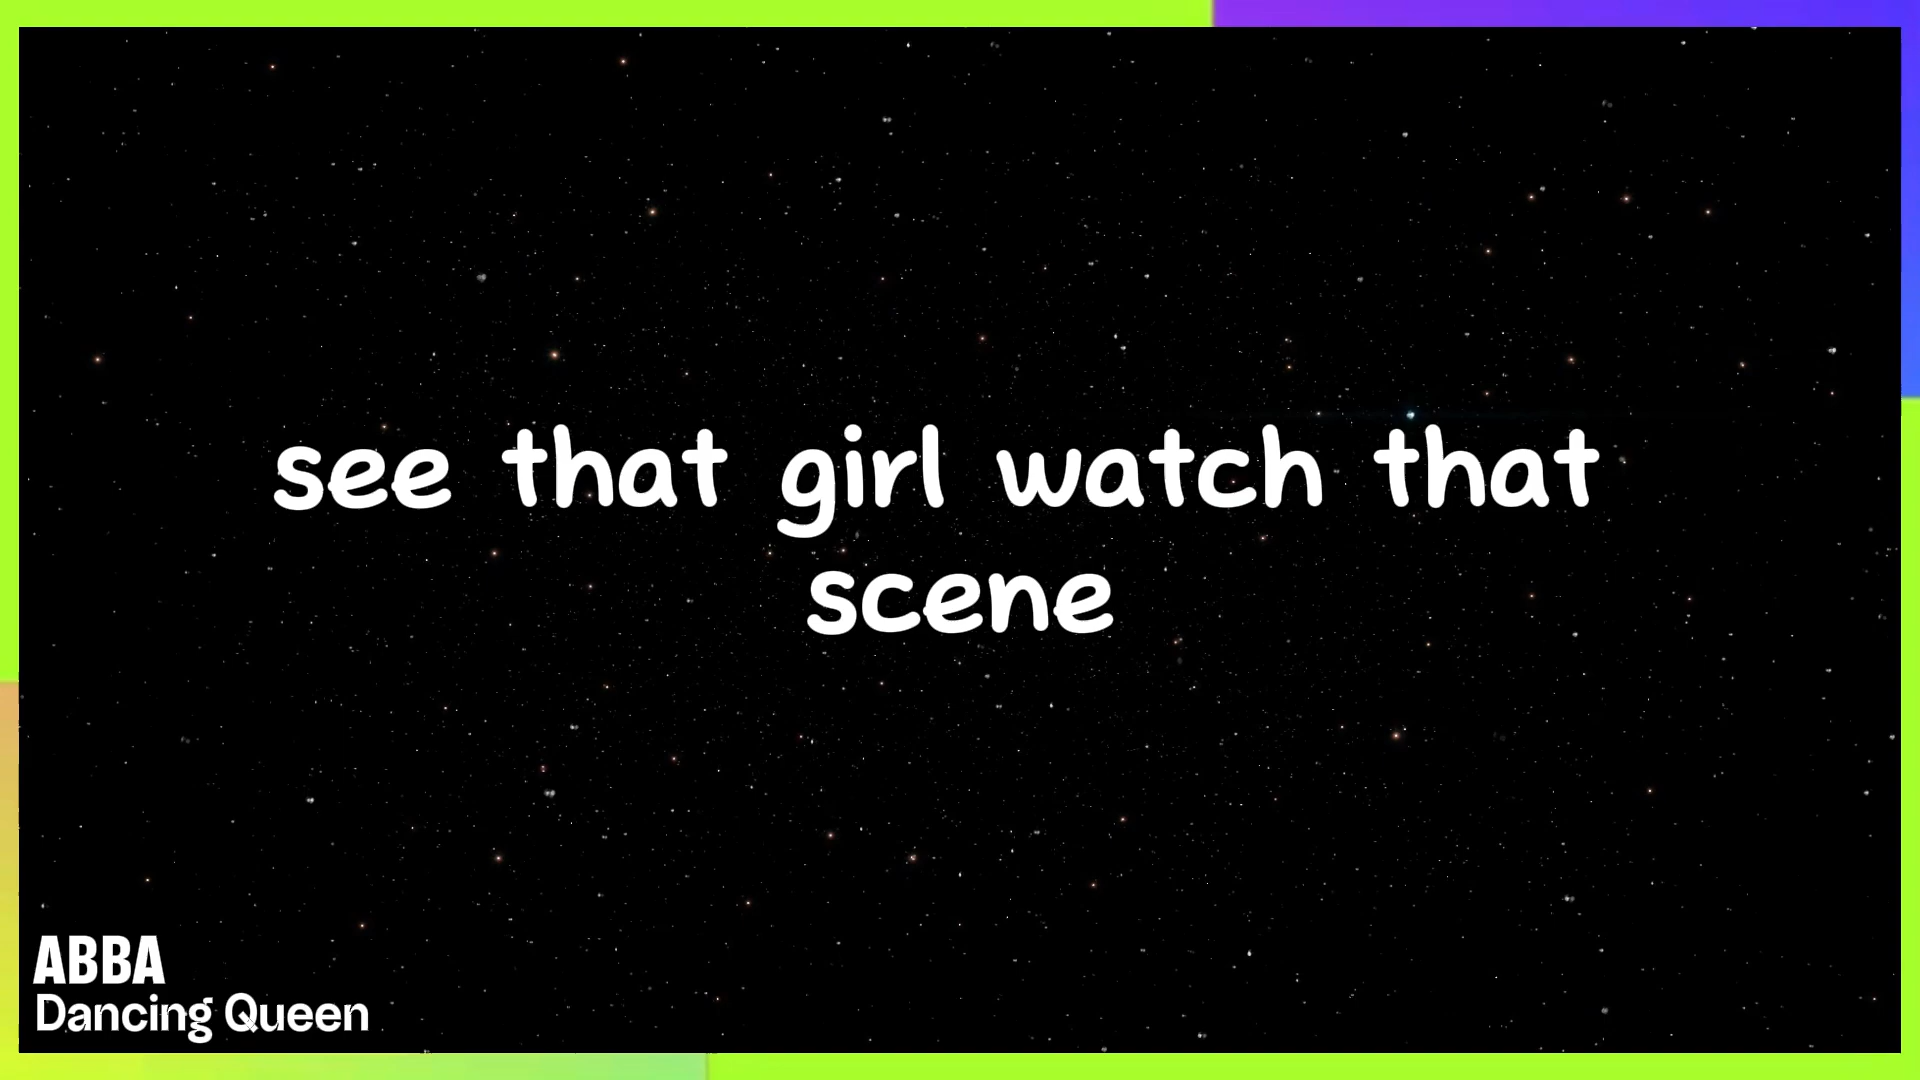 see that girl watch that
scene
ABBA
Dancing Queen